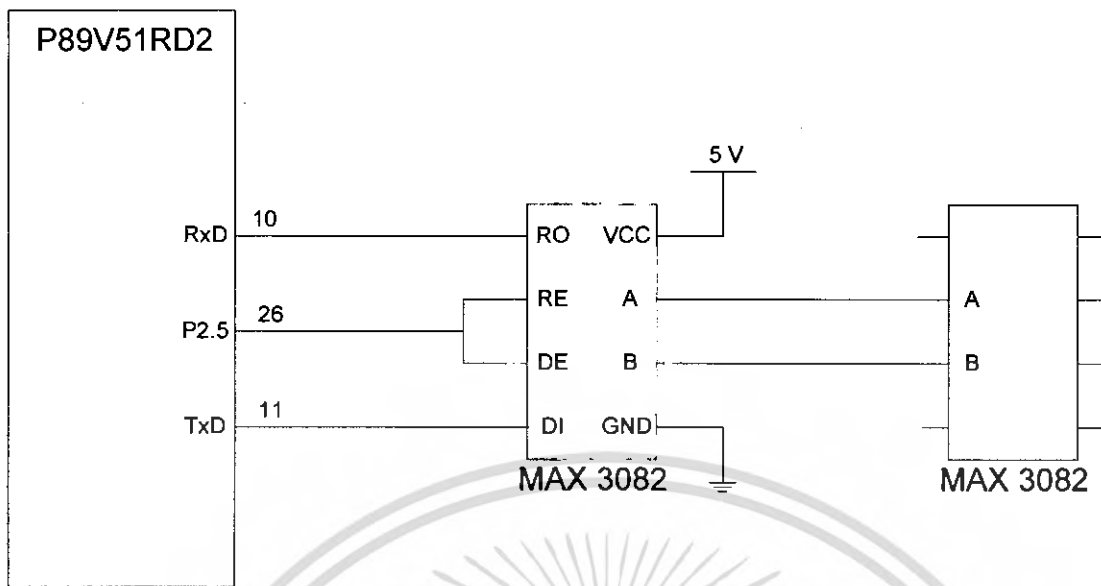 P89V51RD2
5 V
RxD 10 RO VCC
RE A A
P2.5 26
DE B B
TxD 11 DI GND
MAX 3082 MAX 3082